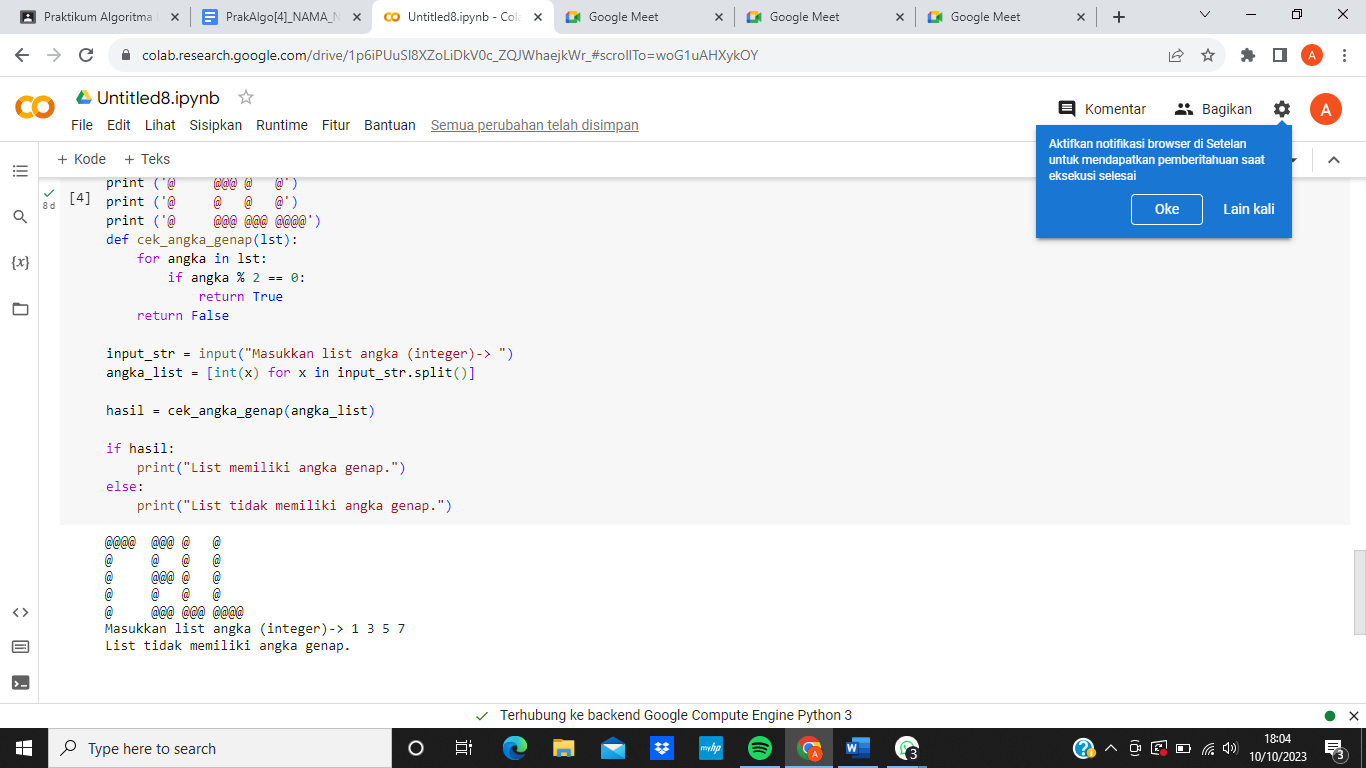 Praktikum Algoritma
PrakAlgo[4]_NAMA_N
Untitled8.ipynb - Cola
Google Meet
Google Meet
Google Meet
colab.research.google.com/drive/1p6iPUuSI8XZoLiDkV0c_ZQJWhaejkWr_#scrollTo=woG1uAHXykOY
A
Untitled8.ipynb
Komentar
Bagikan
A
File Edit Lihat Sisipkan Runtime Fitur Bantuan Semua perubahan telah disimpan
Aktifkan notifikasi browser di Setelan
untuk mendapatkan pemberitahuan saat
eksekusi selesai
Oke Lain kali
+ Kode + Teks
[4]
8 d
print ('@     @@@ @   @')
print ('@     @   @   @')
print ('@     @@@ @@@ @@@@')
def cek_angka_genap(lst):
    for angka in lst:
        if angka % 2 == 0:
            return True
    return False
input_str = input("Masukkan list angka (integer)-> ")
angka_list = [int(x) for x in input_str.split()]
hasil = cek_angka_genap(angka_list)
if hasil:
    print("List memiliki angka genap.")
else:
    print("List tidak memiliki angka genap.")
@@@@  @@@ @   @
@     @   @   @
@     @@@ @   @
@     @   @   @
@     @@@ @@@ @@@@
Masukkan list angka (integer)-> 1 3 5 7
List tidak memiliki angka genap.
{x}
<>
Terhubung ke backend Google Compute Engine Python 3
Type here to search
myhp
A
W
3
18:04
10/10/2023
3